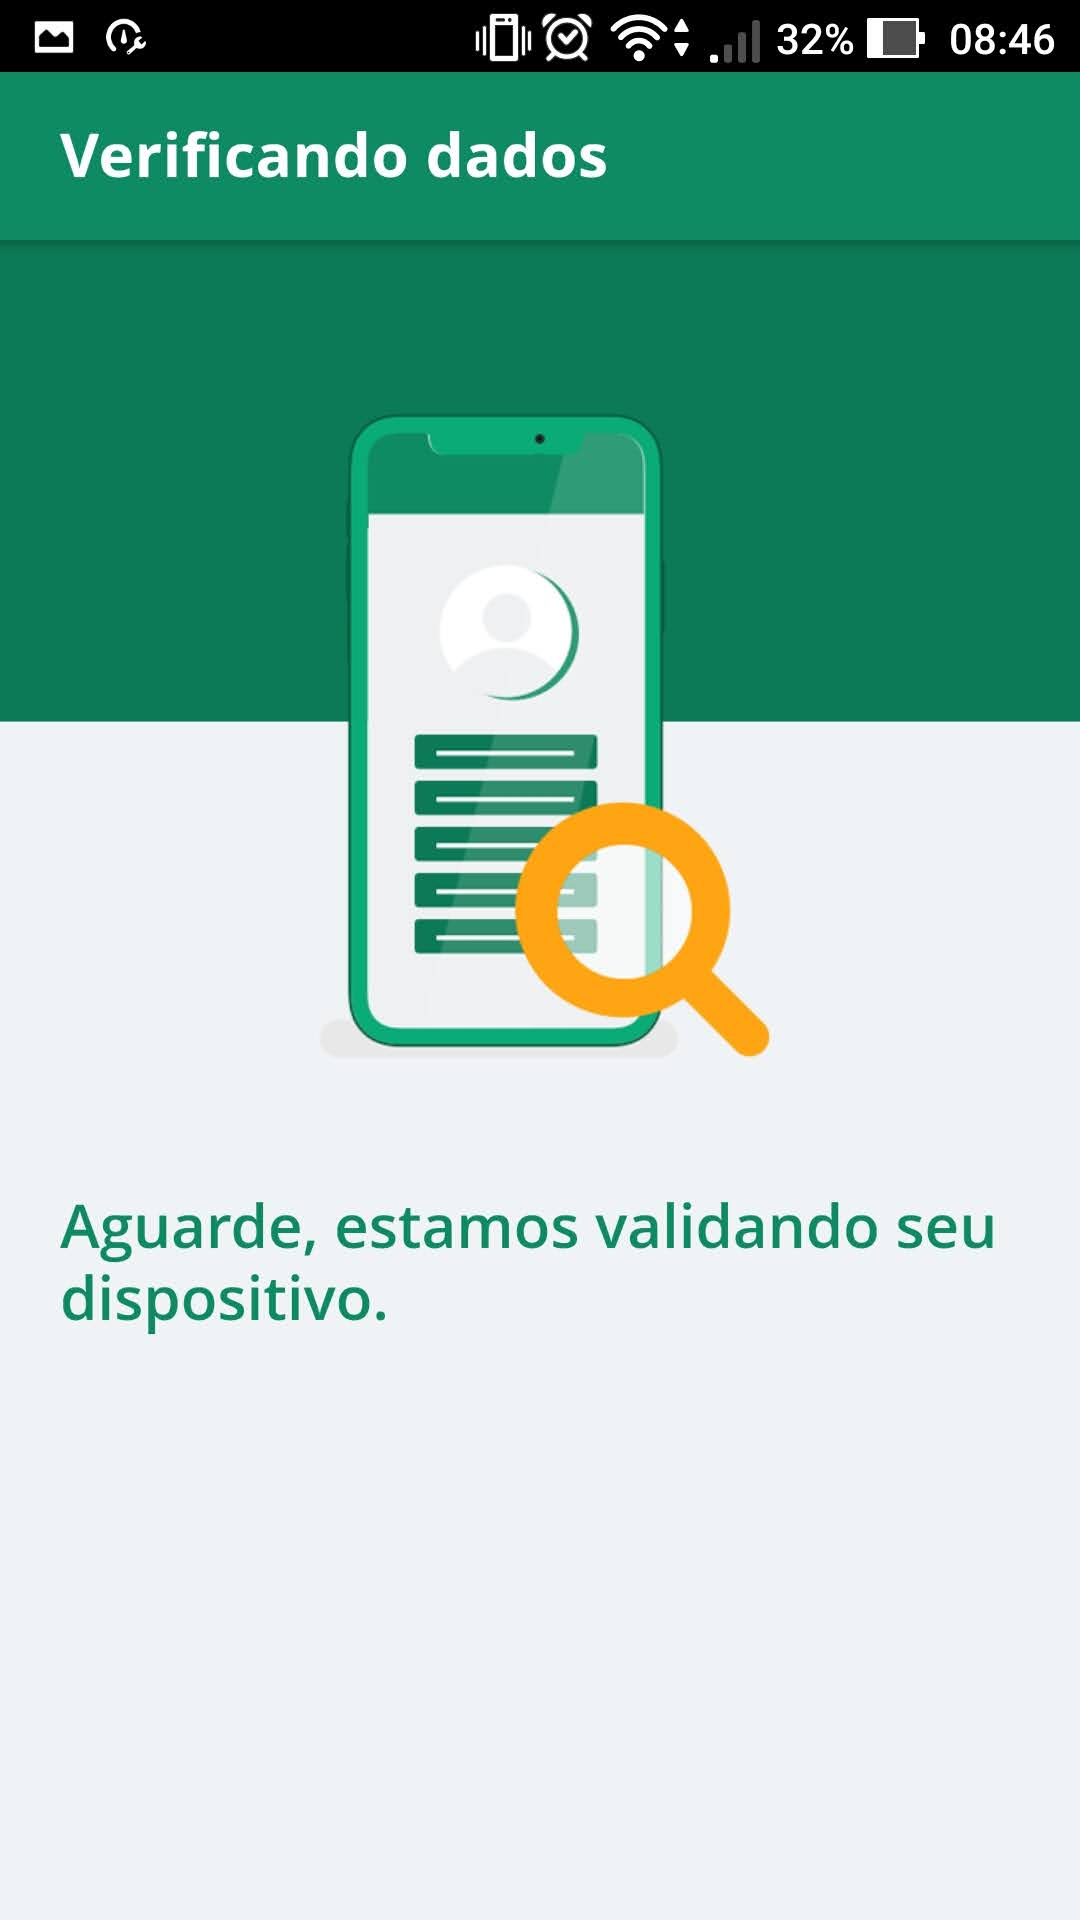 32% 08:46
Verificando dados
Aguarde, estamos validando seu
dispositivo.